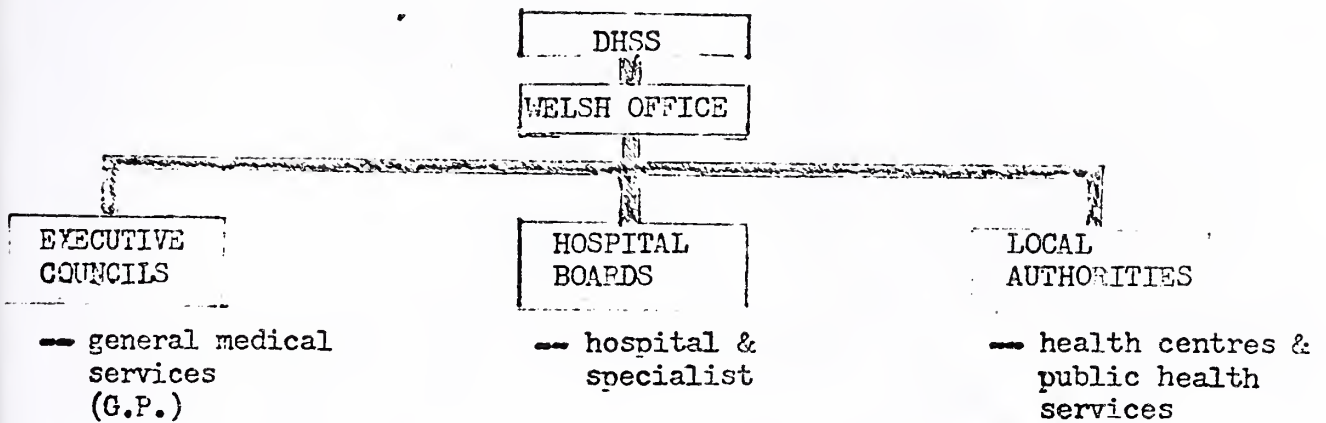 DHSS
WELSH OFFICE
EXECUTIVE
COUNCILS
HOSPITAL
BOARDS
LOCAL
AUTHORITIES
— general medical
services
(G.P.)
— hospital &
specialist
— health centres &
public health
services